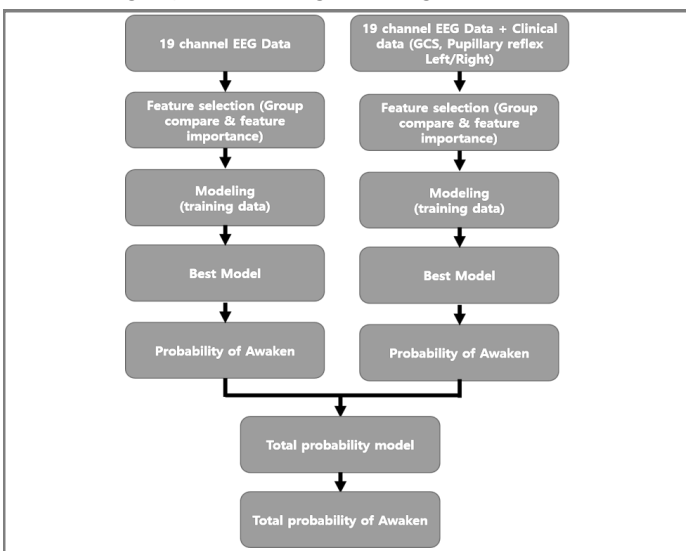 19 channel EEG Data
Feature selection (Group
compare & feature
importance)
Modeling
(training data)
Best Model
Probability of Awaken
19 channel EEG Data + Clinical
data (GCS, Pupillary reflex
Left/Right)
Feature selection (Group
compare & feature
importance)
Modeling
(training data)
Best Model
Probability of Awaken
Total probability model
Total probability of Awaken